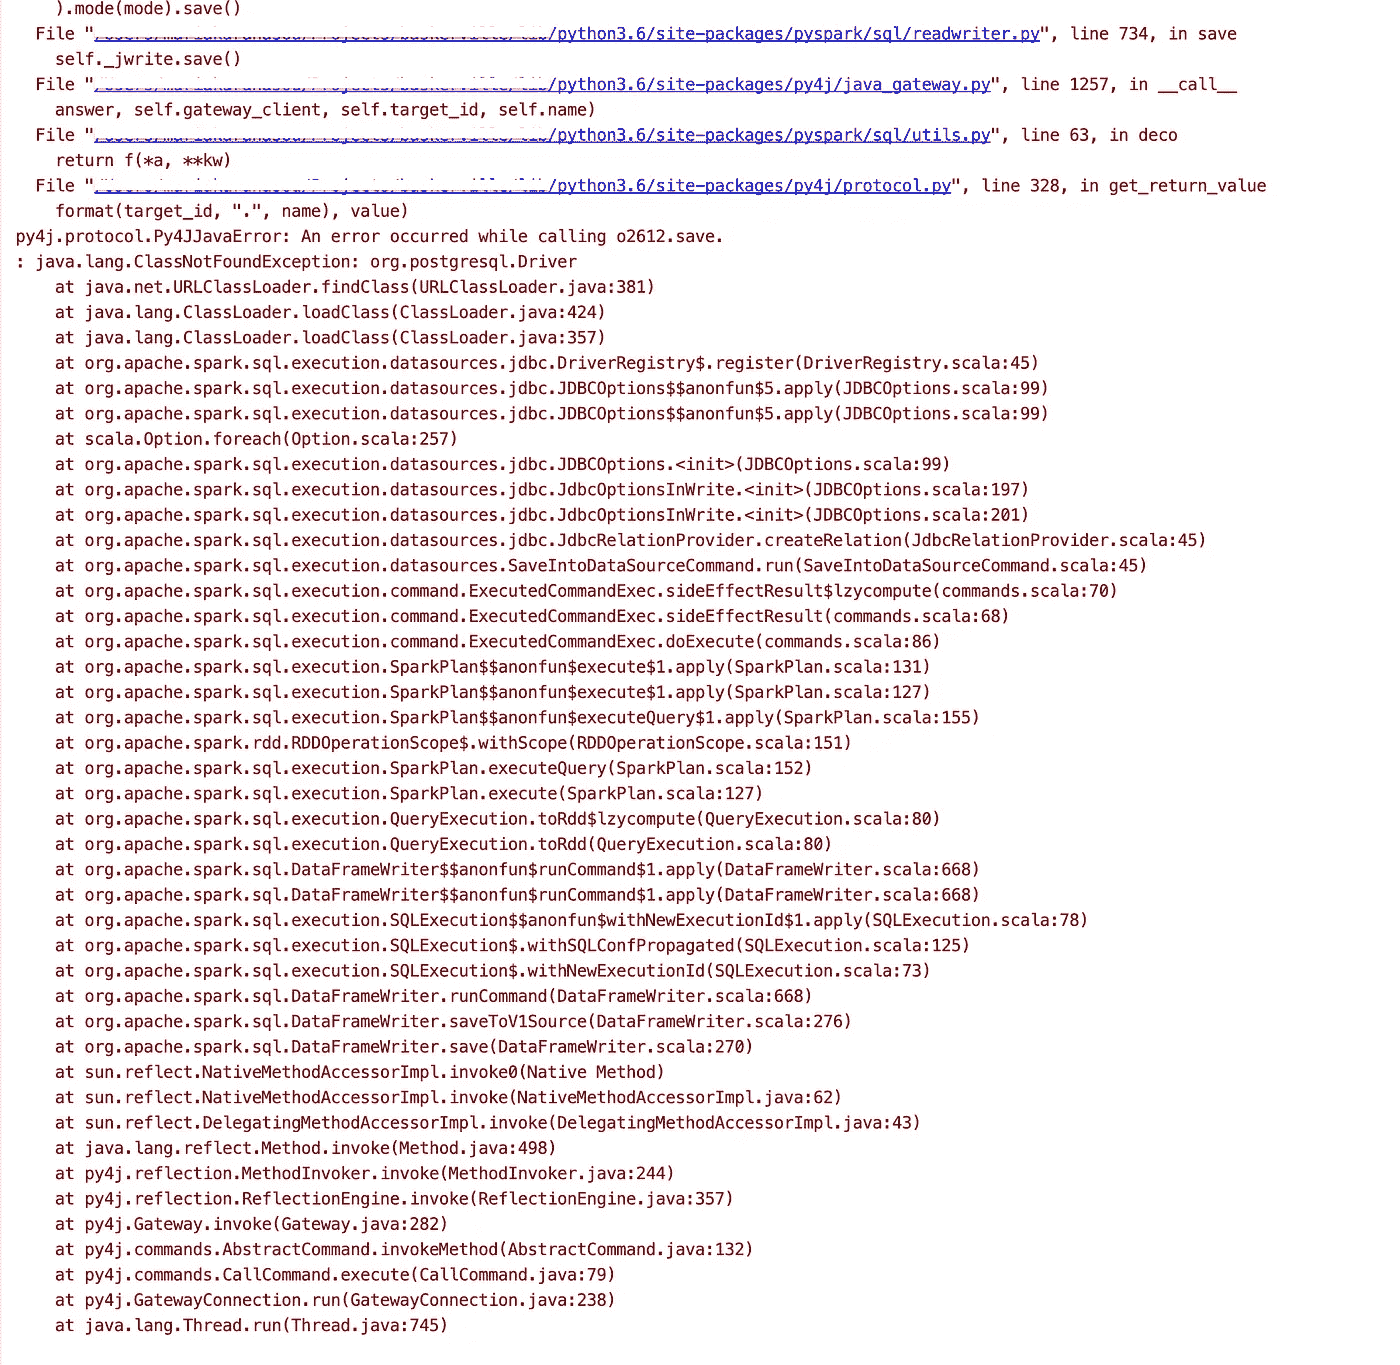 ).mode(mode).save()
File "/python3.6/site-packages/pyspark/sql/readwriter.py", line 734, in save
self._jwrite.save()
File "/python3.6/site-packages/py4j/java_gateway.py", line 1257, in __call__
answer, self.gateway_client, self.target_id, self.name)
File "/python3.6/site-packages/pyspark/sql/utils.py", line 63, in deco
return f(*a, **kw)
File "/python3.6/site-packages/py4j/protocol.py", line 328, in get_return_value
format(target_id, ".", name), value)
py4j.protocol.Py4JJavaError: An error occurred while calling o2612.save.
: java.lang.ClassNotFoundException: org.postgresql.Driver
at java.net.URLClassLoader.findClass(URLClassLoader.java:381)
at java.lang.ClassLoader.loadClass(ClassLoader.java:424)
at java.lang.ClassLoader.loadClass(ClassLoader.java:357)
at org.apache.spark.sql.execution.datasources.jdbc.DriverRegistry$.register(DriverRegistry.scala:45)
at org.apache.spark.sql.execution.datasources.jdbc.JDBCOptions$$anonfun$5.apply(JDBCOptions.scala:99)
at org.apache.spark.sql.execution.datasources.jdbc.JDBCOptions$$anonfun$5.apply(JDBCOptions.scala:99)
at scala.Option.foreach(Option.scala:257)
at org.apache.spark.sql.execution.datasources.jdbc.JDBCOptions.<init>(JDBCOptions.scala:99)
at org.apache.spark.sql.execution.datasources.jdbc.JdbcOptionsInWrite.<init>(JDBCOptions.scala:197)
at org.apache.spark.sql.execution.datasources.jdbc.JdbcOptionsInWrite.<init>(JDBCOptions.scala:201)
at org.apache.spark.sql.execution.datasources.jdbc.JdbcRelationProvider.createRelation(JdbcRelationProvider.scala:45)
at org.apache.spark.sql.execution.datasources.SaveIntoDataSourceCommand.run(SaveIntoDataSourceCommand.scala:45)
at org.apache.spark.sql.execution.command.ExecutedCommandExec.sideEffectResult$lzycompute(commands.scala:70)
at org.apache.spark.sql.execution.command.ExecutedCommandExec.sideEffectResult(commands.scala:68)
at org.apache.spark.sql.execution.command.ExecutedCommandExec.doExecute(commands.scala:86)
at org.apache.spark.sql.execution.SparkPlan$$anonfun$execute$1.apply(SparkPlan.scala:131)
at org.apache.spark.sql.execution.SparkPlan$$anonfun$execute$1.apply(SparkPlan.scala:127)
at org.apache.spark.sql.execution.SparkPlan$$anonfun$executeQuery$1.apply(SparkPlan.scala:155)
at org.apache.spark.rdd.RDDOperationScope$.withScope(RDDOperationScope.scala:151)
at org.apache.spark.sql.execution.SparkPlan.executeQuery(SparkPlan.scala:152)
at org.apache.spark.sql.execution.SparkPlan.execute(SparkPlan.scala:127)
at org.apache.spark.sql.execution.QueryExecution.toRdd$lzycompute(QueryExecution.scala:80)
at org.apache.spark.sql.execution.QueryExecution.toRdd(QueryExecution.scala:80)
at org.apache.spark.sql.DataFrameWriter$$anonfun$runCommand$1.apply(DataFrameWriter.scala:668)
at org.apache.spark.sql.DataFrameWriter$$anonfun$runCommand$1.apply(DataFrameWriter.scala:668)
at org.apache.spark.sql.execution.SQLExecution$$anonfun$withNewExecutionId$1.apply(SQLExecution.scala:78)
at org.apache.spark.sql.execution.SQLExecution$.withSQLConfPropagated(SQLExecution.scala:125)
at org.apache.spark.sql.execution.SQLExecution$.withNewExecutionId(SQLExecution.scala:73)
at org.apache.spark.sql.DataFrameWriter.runCommand(DataFrameWriter.scala:668)
at org.apache.spark.sql.DataFrameWriter.saveToV1Source(DataFrameWriter.scala:276)
at org.apache.spark.sql.DataFrameWriter.save(DataFrameWriter.scala:270)
at sun.reflect.NativeMethodAccessorImpl.invoke0(Native Method)
at sun.reflect.NativeMethodAccessorImpl.invoke(NativeMethodAccessorImpl.java:62)
at sun.reflect.DelegatingMethodAccessorImpl.invoke(DelegatingMethodAccessorImpl.java:43)
at java.lang.reflect.Method.invoke(Method.java:498)
at py4j.reflection.MethodInvoker.invoke(MethodInvoker.java:244)
at py4j.reflection.ReflectionEngine.invoke(ReflectionEngine.java:357)
at py4j.Gateway.invoke(Gateway.java:282)
at py4j.commands.AbstractCommand.invokeMethod(AbstractCommand.java:132)
at py4j.commands.CallCommand.execute(CallCommand.java:79)
at py4j.GatewayConnection.run(GatewayConnection.java:238)
at java.lang.Thread.run(Thread.java:745)